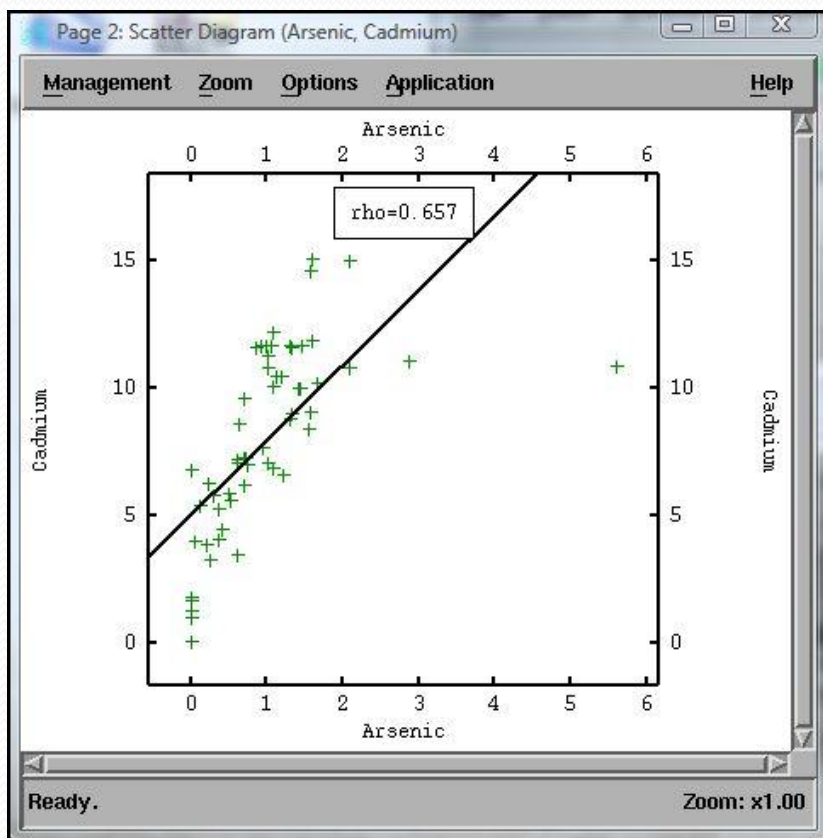 Page 2: Scatter Diagram (Arsenic, Cadmium)
Management Zoom Options Application Help
Arsenic
0 1 2 3 4 5 6
rho=0.657
15 15
10 10
Cadmium Cadmium
5 5
0 0
0 1 2 3 4 5 6
Arsenic
Ready. Zoom: x1.00